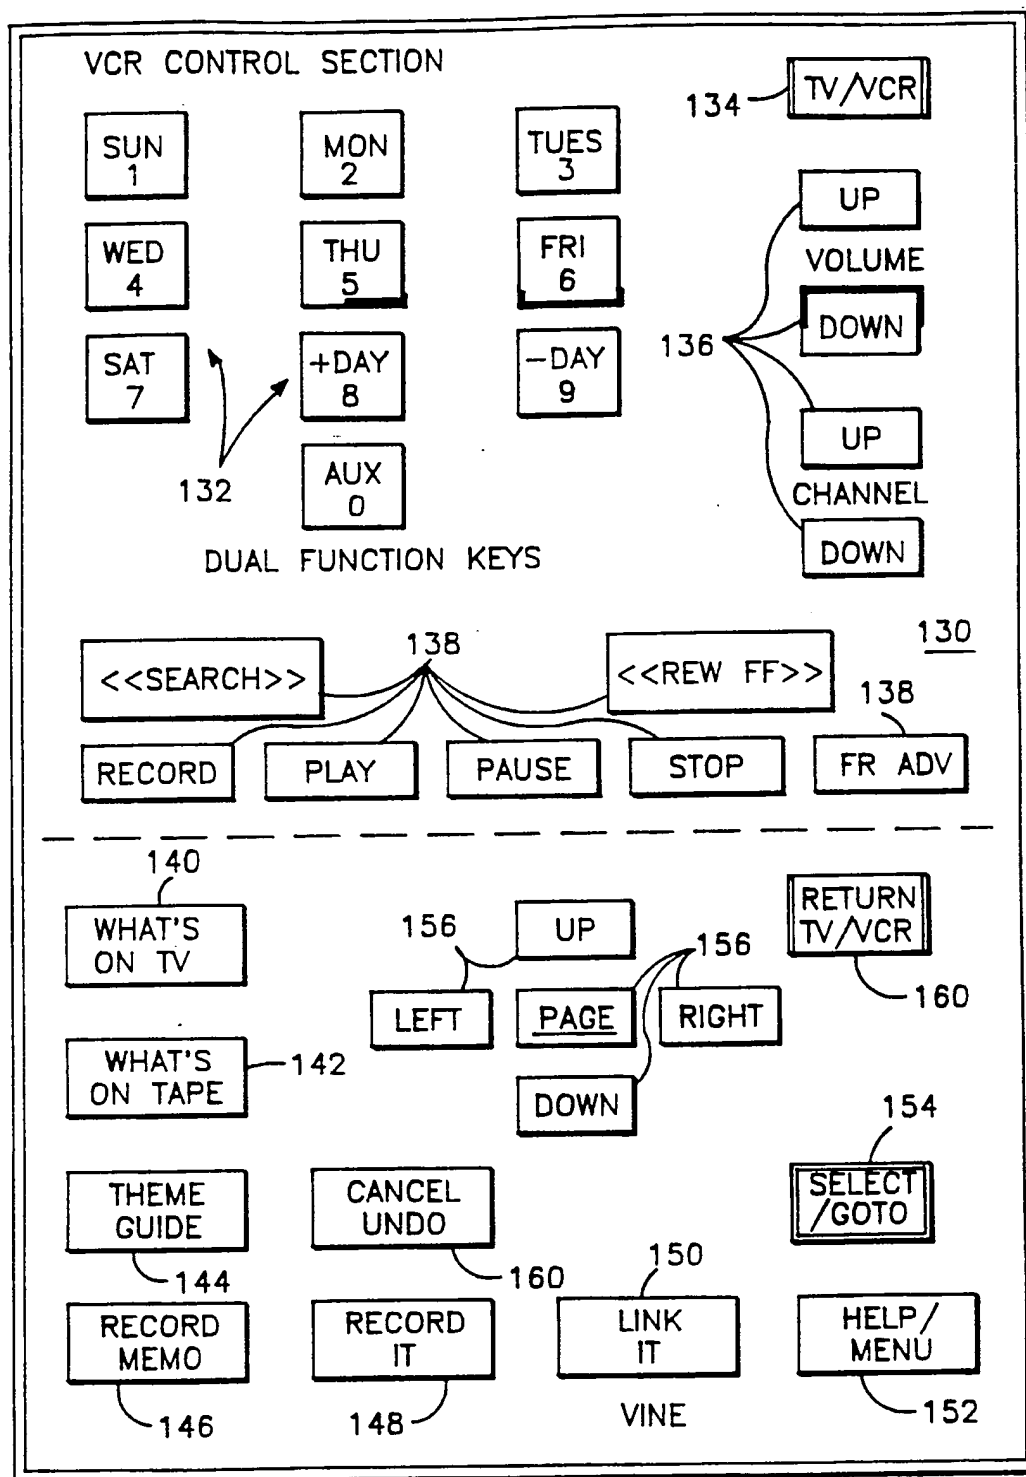 VCR CONTROL SECTION
134
TV/VCR
SUN
1
MON
2
TUES
3
UP
VOLUME
DOWN
WED
4
THU
5
FRI
6
136
SAT
7
+DAY
8
-DAY
9
UP
CHANNEL
DOWN
132
AUX
0
DUAL FUNCTION KEYS
138
130
<<SEARCH>>
<<REW FF>>
138
RECORD
PLAY
PAUSE
STOP
FR ADV
140
WHAT'S
ON TV
156
UP
156
RETURN
TV/VCR
160
LEFT
PAGE
RIGHT
WHAT'S
ON TAPE
142
DOWN
154
THEME
GUIDE
144
CANCEL
UNDO
160
SELECT
/GOTO
150
RECORD
MEMO
146
RECORD
IT
148
LINK
IT
VINE
HELP/
MENU
152